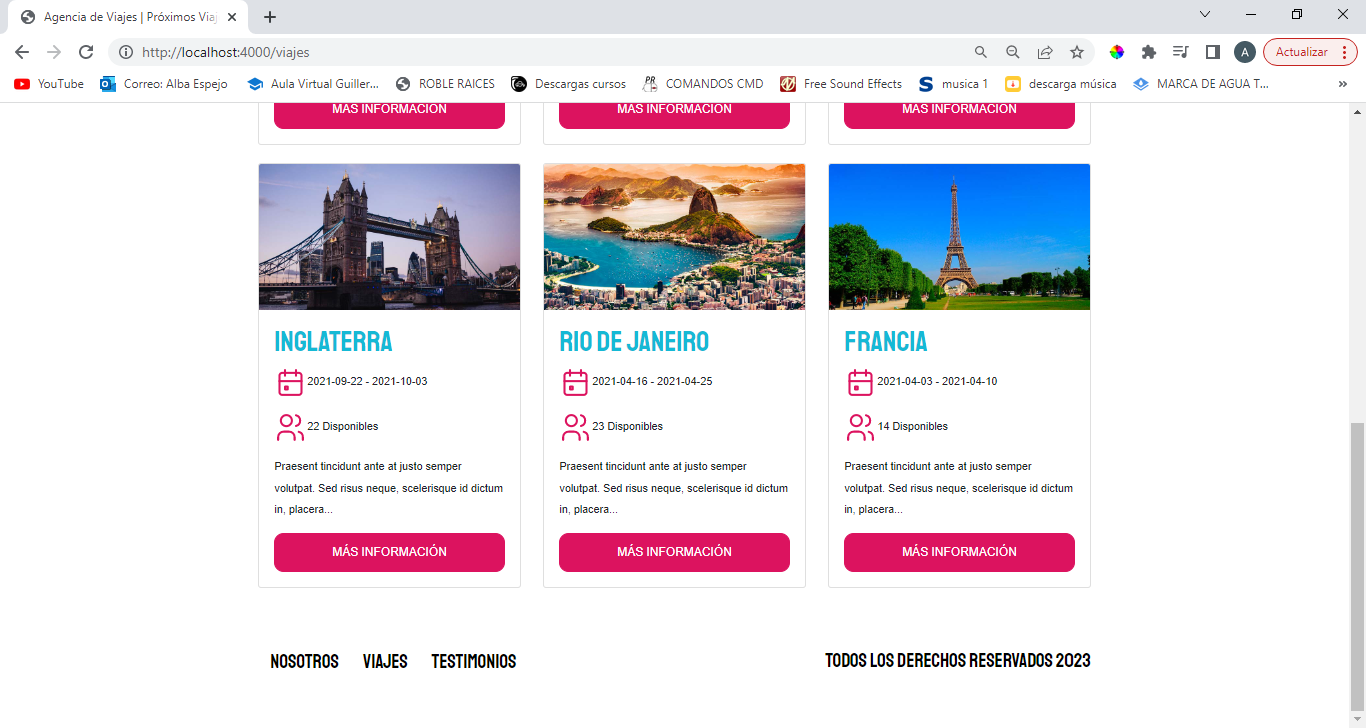 Agencia de Viajes | Próximos Viaj
http://localhost:4000/viajes
A
Actualizar
YouTube
Correo: Alba Espejo
Aula Virtual Guiller...
ROBLE RAICES
Descargas cursos
COMANDOS CMD
Free Sound Effects
musica 1
descarga música
MARCA DE AGUA T...
»
MÁS INFORMACIÓN
MÁS INFORMACIÓN
MÁS INFORMACIÓN
INGLATERRA
2021-09-22 - 2021-10-03
22 Disponibles
Praesent tincidunt ante at justo semper
volutpat. Sed risus neque, scelerisque id dictum
in, placera...
MÁS INFORMACIÓN
RIO DE JANEIRO
2021-04-16 - 2021-04-25
23 Disponibles
Praesent tincidunt ante at justo semper
volutpat. Sed risus neque, scelerisque id dictum
in, placera...
MÁS INFORMACIÓN
FRANCIA
2021-04-03 - 2021-04-10
14 Disponibles
Praesent tincidunt ante at justo semper
volutpat. Sed risus neque, scelerisque id dictum
in, placera...
MÁS INFORMACIÓN
NOSOTROS
VIAJES
TESTIMONIOS
TODOS LOS DERECHOS RESERVADOS 2023